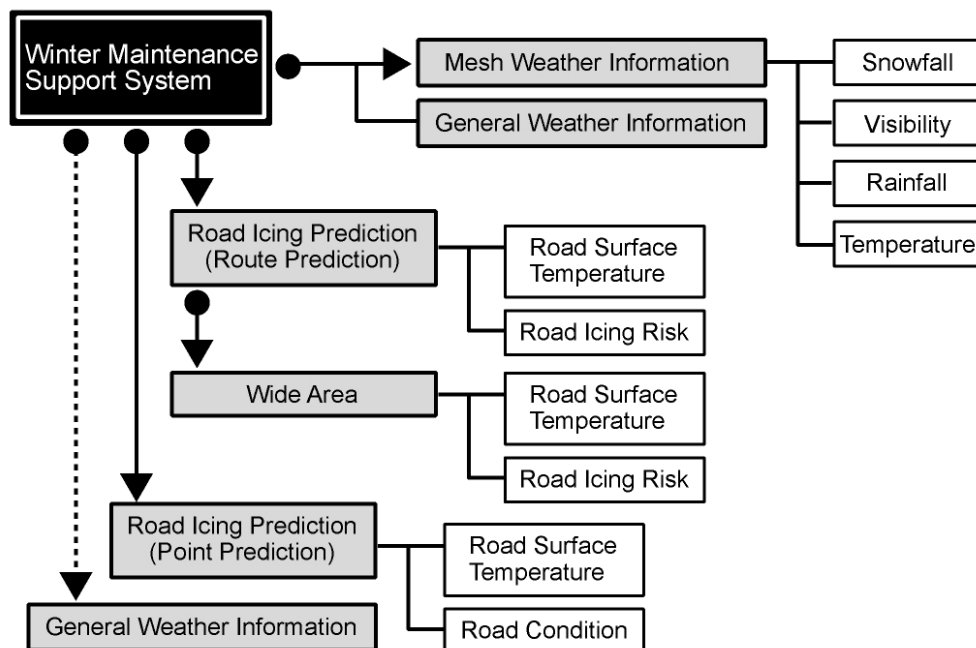 Winter Maintenance
Support System
Mesh Weather Information
General Weather Information
Snowfall
Visibility
Rainfall
Temperature
Road Icing Prediction
(Route Prediction)
Road Surface
Temperature
Road Icing Risk
Wide Area
Road Surface
Temperature
Road Icing Risk
Road Icing Prediction
(Point Prediction)
Road Surface
Temperature
Road Condition
General Weather Information